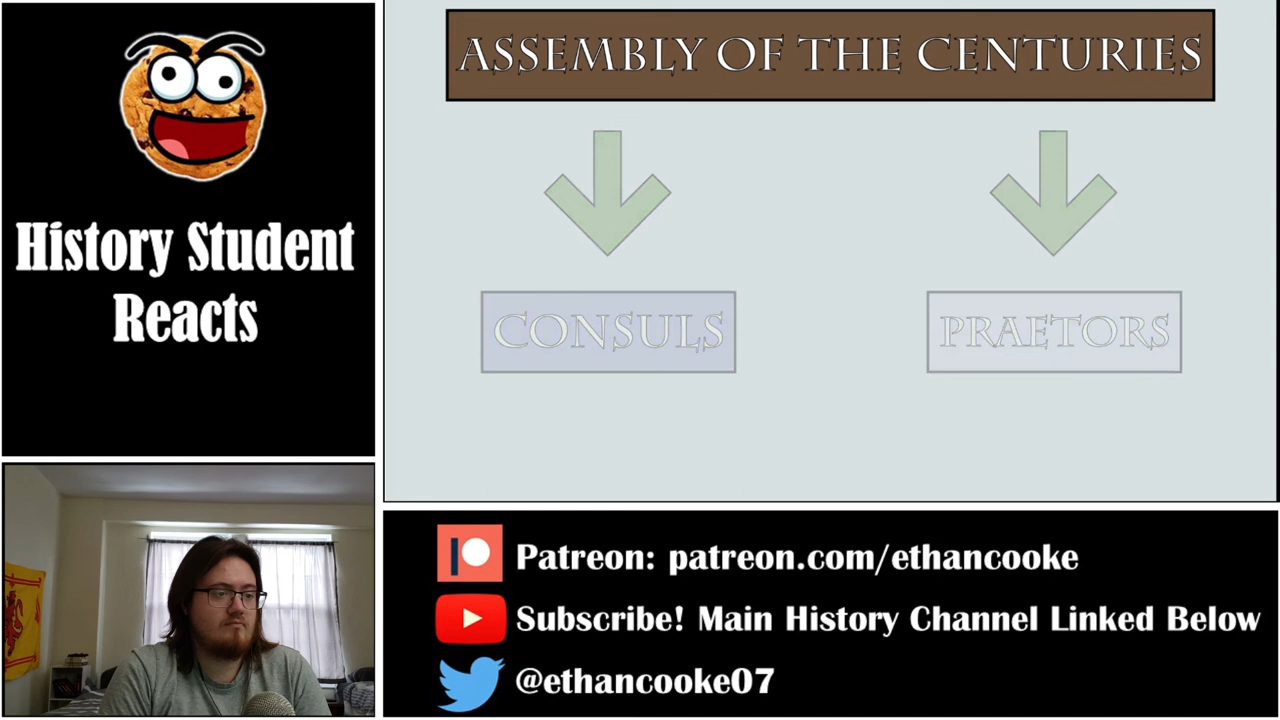 History Student
Reacts
ASSEMBLY OF THE CENTURIES
CONSULS
PRAETORS
Patreon: patreon.com/ethancooke
Subscribe! Main History Channel Linked Below
@ethancooke07